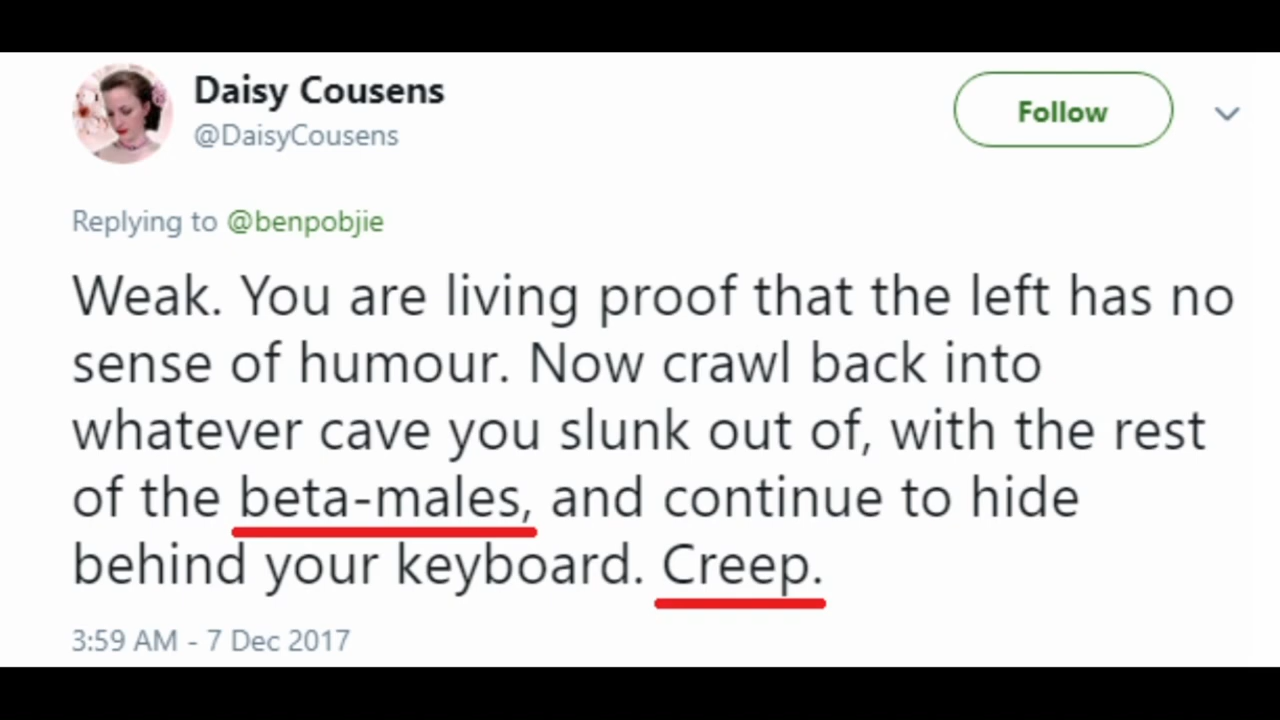 Daisy Cousens
@DaisyCousens
Follow
Replying to @benpobjie
Weak. You are living proof that the left has no
sense of humour. Now crawl back into
whatever cave you slunk out of, with the rest
of the beta-males, and continue to hide
behind your keyboard. Creep.
3:59 AM - 7 Dec 2017